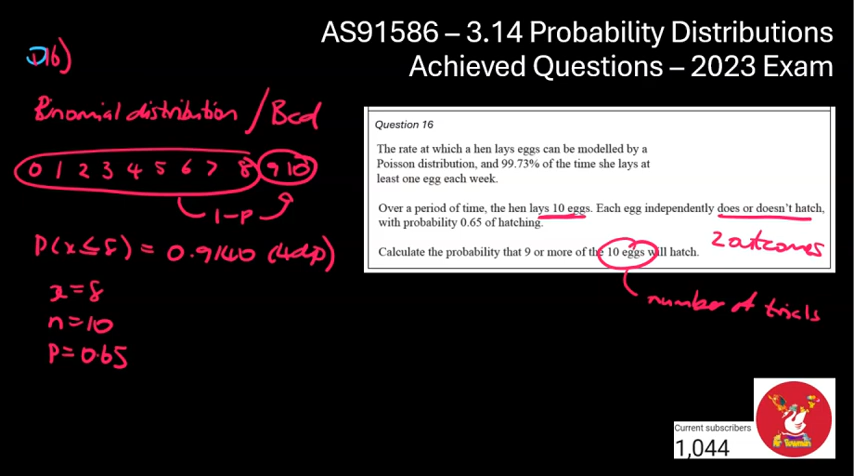 AS91586 – 3.14 Probability Distributions
Achieved Questions – 2023 Exam
16)
Binomial distribution / Bcd
0 1 2 3 4 5 6 7 8 9 10
1-p
P(x≤8) = 0.9140 (4dp)
x=8
n=10
P=0.65
Question 16
The rate at which a hen lays eggs can be modelled by a
Poisson distribution, and 99.73% of the time she lays at
least one egg each week.
Over a period of time, the hen lays 10 eggs. Each egg independently does or doesn't hatch,
with probability 0.65 of hatching.
2 outcomes
Calculate the probability that 9 or more of the 10 eggs will hatch.
number of trials
Current subscribers
1,044